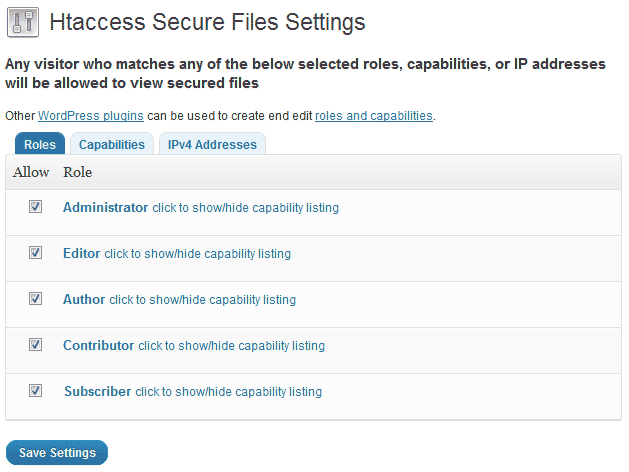 Htaccess Secure Files Settings
Any visitor who matches any of the below selected roles, capabilities, or IP addresses
will be allowed to view secured files
Other WordPress plugins can be used to create end edit roles and capabilities.
Roles Capabilities IPv4 Addresses
Allow Role
Administrator click to show/hide capability listing
Editor click to show/hide capability listing
Author click to show/hide capability listing
Contributor click to show/hide capability listing
Subscriber click to show/hide capability listing
Save Settings